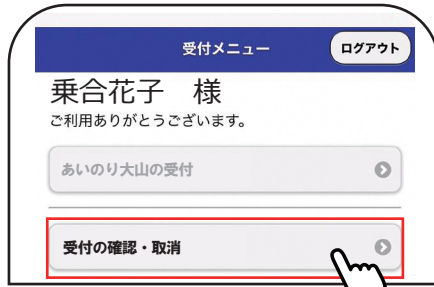 受付メニュー
ログアウト
乗合花子　様
ご利用ありがとうございます。
あいのり大山の受付
受付の確認・取消